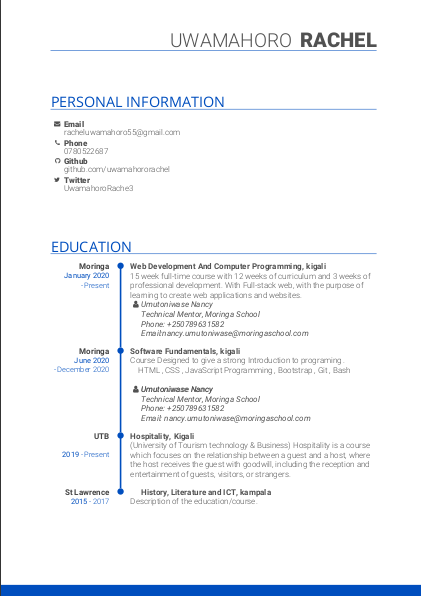 UWAMAHORO RACHEL
PERSONAL INFORMATION
Email
racheluwamahoro55@gmail.com
Phone
0780522687
Github
github.com/uwamahororachel
Twitter
UwamahoroRache3
EDUCATION
Moringa
January 2020
-Present
Web Development And Computer Programming, kigali
15 week full-time course with 12 weeks of curriculum and 3 weeks of
professional development. With Full-stack web, with the purpose of
learning to create web applications and websites.
Umutoniwase Nancy
Technical Mentor, Moringa School
Phone: +250789631582
Email:nancy.umutoniwase@moringaschool.com
Moringa
June 2020
-December 2020
Software Fundamentals, kigali
Course Designed to give a strong Introduction to programing.
HTML, CSS, JavaScript Programming, Bootstrap, Git, Bash
Umutoniwase Nancy
Technical Mentor, Moringa School
Phone: +250789631582
Email: nancy.umutoniwase@moringaschool.com
UTB
2019 -Present
Hospitality, Kigali
(University of Tourism technology & Business) Hospitality is a course
which focuses on the relationship between a guest and a host, where
the host receives the guest with goodwill, including the reception and
entertainment of guests, visitors, or strangers.
St Lawrence
2015 - 2017
History, Literature and ICT, kampala
Description of the education/course.